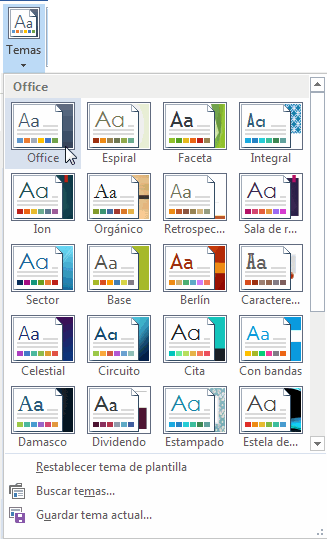 Aa
Temas
Office
Aa Aa Aa Aa
Office Espiral Faceta Integral
Aa Aa Aa Aa
Ion Orgánico Retrospec... Sala de r...
Aa Aa Aa Aa
Sector Base Berlín Caractere...
Aa Aa Aa Aa
Celestial Circuito Cita Con bandas
Aa Aa Aa Aa
Damasco Dividendo Estampado Estela de...
Restablecer tema de plantilla
Buscar temas...
Guardar tema actual...